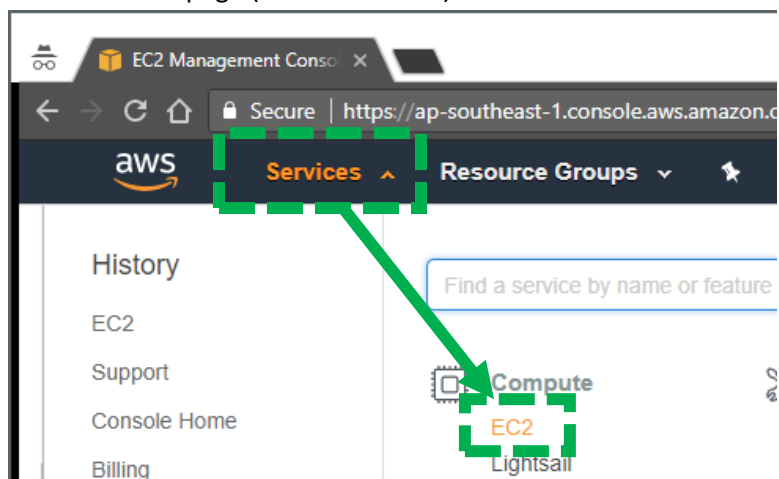 EC2 Management Conso
Secure | https://ap-southeast-1.console.aws.amazon.c
aws Services Resource Groups
History
Find a service by name or feature
EC2
Support
Compute
Console Home
EC2
Billing
Lightsail